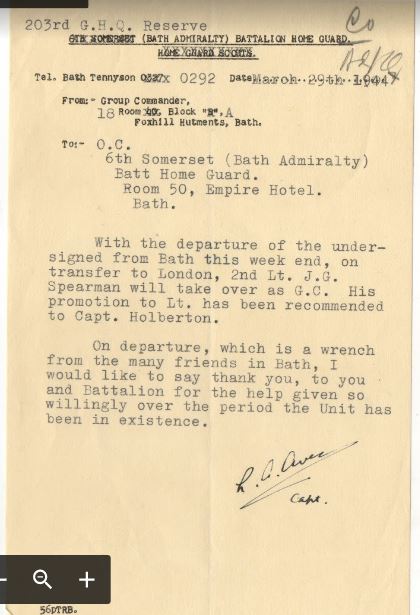 203rd G.H.Q. Reserve
Co
6TH SOMERSET (BATH ADMIRALTY) BATTALION HOME GUARD.
HOME GUARD SCOUTS.
Tel. Bath Tennyson 0292 Date March 29th 1944
From:- Group Commander,
18 Room Block "A
Foxhill Hutments, Bath.
To:- O.C.
6th Somerset (Bath Admiralty)
Batt Home Guard.
Room 50, Empire Hotel.
Bath.
With the departure of the under-
signed from Bath this week end, on
transfer to London, 2nd Lt. J.G.
Spearman will take over as G.C. His
promotion to Lt. has been recommended
to Capt. Holberton.
On departure, which is a wrench
from the many friends in Bath, I
would like to say thank you, to you
and Battalion for the help given so
willingly over the period the Unit has
been in existence.
Capt.
56pTRB.